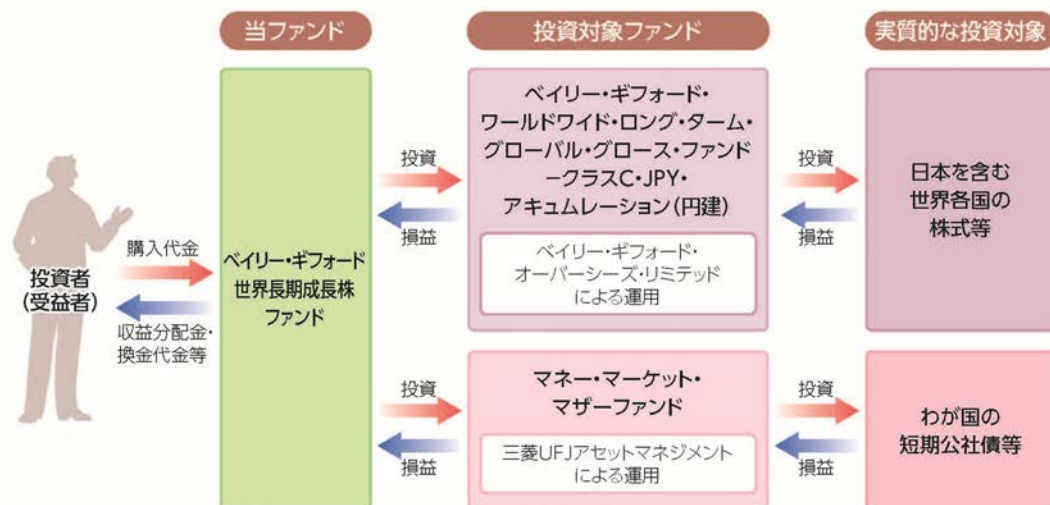 当ファンド
投資対象ファンド
実質的な投資対象
投資者
(受益者)
購入代金
収益分配金・
換金代金等
ベイリー・ギフォード
世界長期成長株
ファンド
投資
損益
ベイリー・ギフォード・
ワールドワイド・ロング・ターム・
グローバル・グロース・ファンド
－クラスC・JPY・
アキュムレーション(円建)
ベイリー・ギフォード・
オーバーシーズ・リミテッド
による運用
投資
損益
日本を含む
世界各国の
株式等
投資
損益
マネー・マーケット・
マザーファンド
三菱UFJアセットマネジメント
による運用
投資
損益
わが国の
短期公社債等